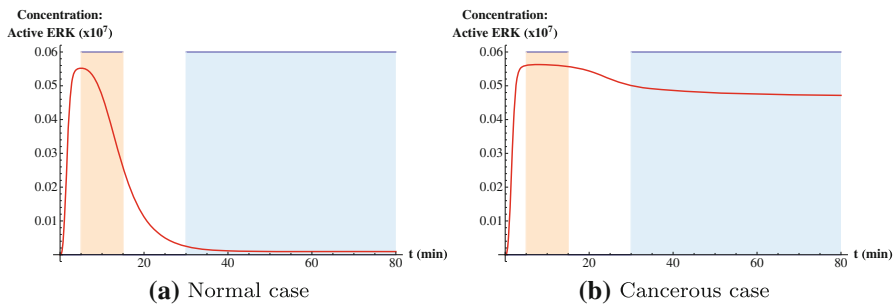 Concentration:
Active ERK (x10⁷)
0.06
0.05
0.04
0.03
0.02
0.01
20
40
60
80
t (min)
(a) Normal case
Concentration:
Active ERK (x10⁷)
0.06
0.05
0.04
0.03
0.02
0.01
20
40
60
80
t (min)
(b) Cancerous case